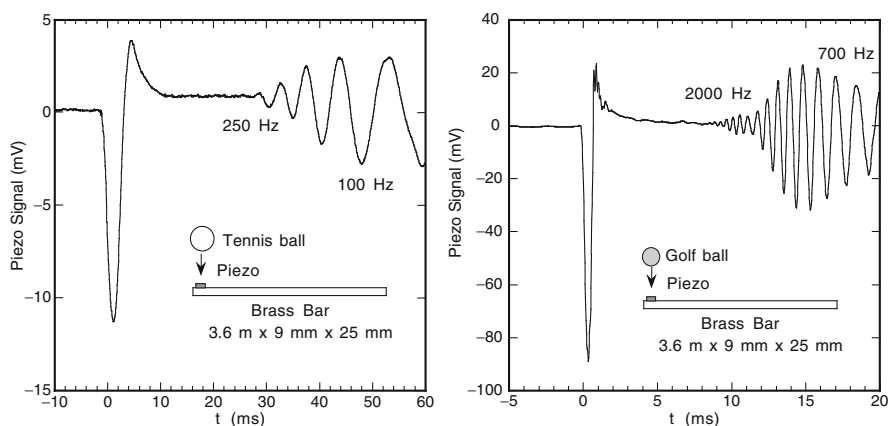 5
0
−5
−10
−15
−10 0 10 20 30 40 50 60
t (ms)
Piezo Signal (mV)
250 Hz
100 Hz
Tennis ball
Piezo
Brass Bar
3.6 m x 9 mm x 25 mm
40
20
0
−20
−40
−60
−80
−100
−5 0 5 10 15 20
t (ms)
Piezo Signal (mV)
2000 Hz
700 Hz
Golf ball
Piezo
Brass Bar
3.6 m x 9 mm x 25 mm